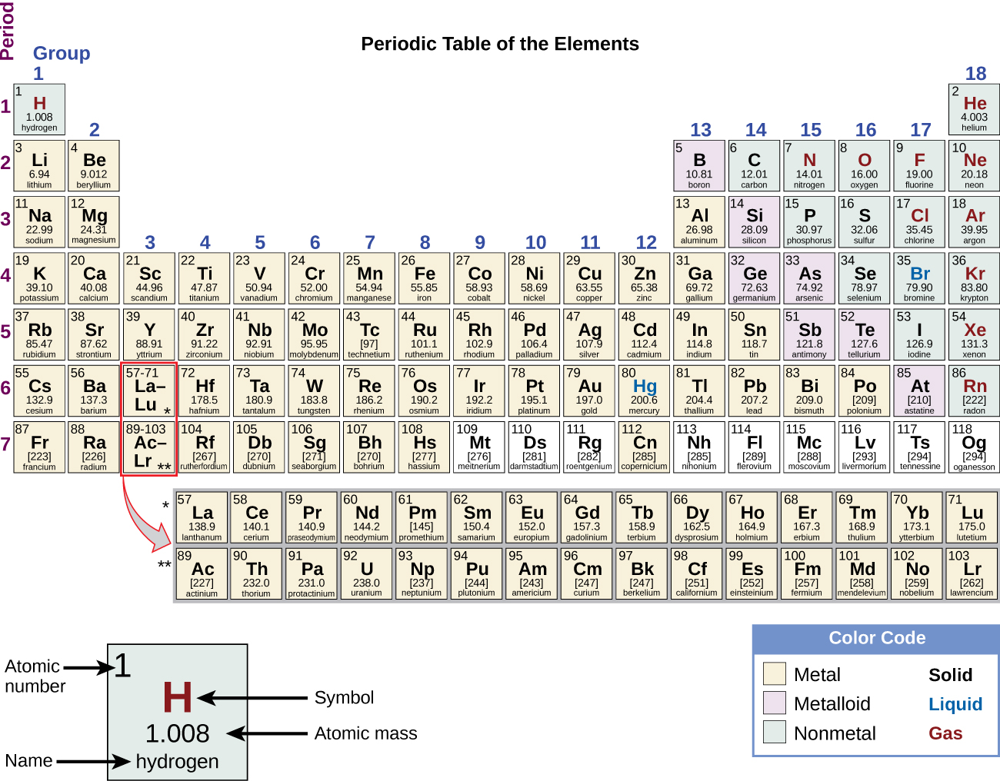 Periodic Table of the Elements
Period
Group
1 18
1
1 2
H He
1.008 4.003
hydrogen helium
2 13 14 15 16 17
2
3 4 5 6 7 8 9 10
Li Be B C N O F Ne
6.94 9.012 10.81 12.01 14.01 16.00 19.00 20.18
lithium beryllium boron carbon nitrogen oxygen fluorine neon
3
11 12 13 14 15 16 17 18
Na Mg Al Si P S Cl Ar
22.99 24.31 26.98 28.09 30.97 32.06 35.45 39.95
sodium magnesium aluminum silicon phosphorus sulfur chlorine argon
3 4 5 6 7 8 9 10 11 12
4
19 20 21 22 23 24 25 26 27 28 29 30 31 32 33 34 35 36
K Ca Sc Ti V Cr Mn Fe Co Ni Cu Zn Ga Ge As Se Br Kr
39.10 40.08 44.96 47.87 50.94 52.00 54.94 55.85 58.93 58.69 63.55 65.38 69.72 72.63 74.92 78.97 79.90 83.80
potassium calcium scandium titanium vanadium chromium manganese iron cobalt nickel copper zinc gallium germanium arsenic selenium bromine krypton
5
37 38 39 40 41 42 43 44 45 46 47 48 49 50 51 52 53 54
Rb Sr Y Zr Nb Mo Tc Ru Rh Pd Ag Cd In Sn Sb Te I Xe
85.47 87.62 88.91 91.22 92.91 95.95 [97] 101.1 102.9 106.4 107.9 112.4 114.8 118.7 121.8 127.6 126.9 131.3
rubidium strontium yttrium zirconium niobium molybdenum technetium ruthenium rhodium palladium silver cadmium indium tin antimony tellurium iodine xenon
6
55 56 57-71 72 73 74 75 76 77 78 79 80 81 82 83 84 85 86
Cs Ba La– Lu * Hf Ta W Re Os Ir Pt Au Hg Tl Pb Bi Po At Rn
132.9 137.3 178.5 180.9 183.8 186.2 190.2 192.2 195.1 197.0 200.6 204.4 207.2 209.0 [209] [210] [222]
cesium barium hafnium tantalum tungsten rhenium osmium iridium platinum gold mercury thallium lead bismuth polonium astatine radon
7
87 88 89-103 104 105 106 107 108 109 110 111 112 113 114 115 116 117 118
Fr Ra Ac– Lr ** Rf Db Sg Bh Hs Mt Ds Rg Cn Nh Fl Mc Lv Ts Og
[223] [226] [267] [270] [271] [270] [277] [276] [281] [282] [285] [285] [289] [288] [293] [294] [294]
francium radium rutherfordium dubnium seaborgium bohrium hassium meitnerium darmstadtium roentgenium copernicium nihonium flerovium moscovium livermorium tennessine oganesson
*
57 58 59 60 61 62 63 64 65 66 67 68 69 70 71
La Ce Pr Nd Pm Sm Eu Gd Tb Dy Ho Er Tm Yb Lu
138.9 140.1 140.9 144.2 [145] 150.4 152.0 157.3 158.9 162.5 164.9 167.3 168.9 173.1 175.0
lanthanum cerium praseodymium neodymium promethium samarium europium gadolinium terbium dysprosium holmium erbium thulium ytterbium lutetium
**
89 90 91 92 93 94 95 96 97 98 99 100 101 102 103
Ac Th Pa U Np Pu Am Cm Bk Cf Es Fm Md No Lr
[227] 232.0 231.0 238.0 [237] [244] [243] [247] [247] [251] [252] [257] [258] [259] [262]
actinium thorium protactinium uranium neptunium plutonium americium curium berkelium californium einsteinium fermium mendelevium nobelium lawrencium
Atomic
number
1
H
Symbol
1.008
Atomic mass
Name
hydrogen
Color Code
Metal Solid
Metalloid Liquid
Nonmetal Gas